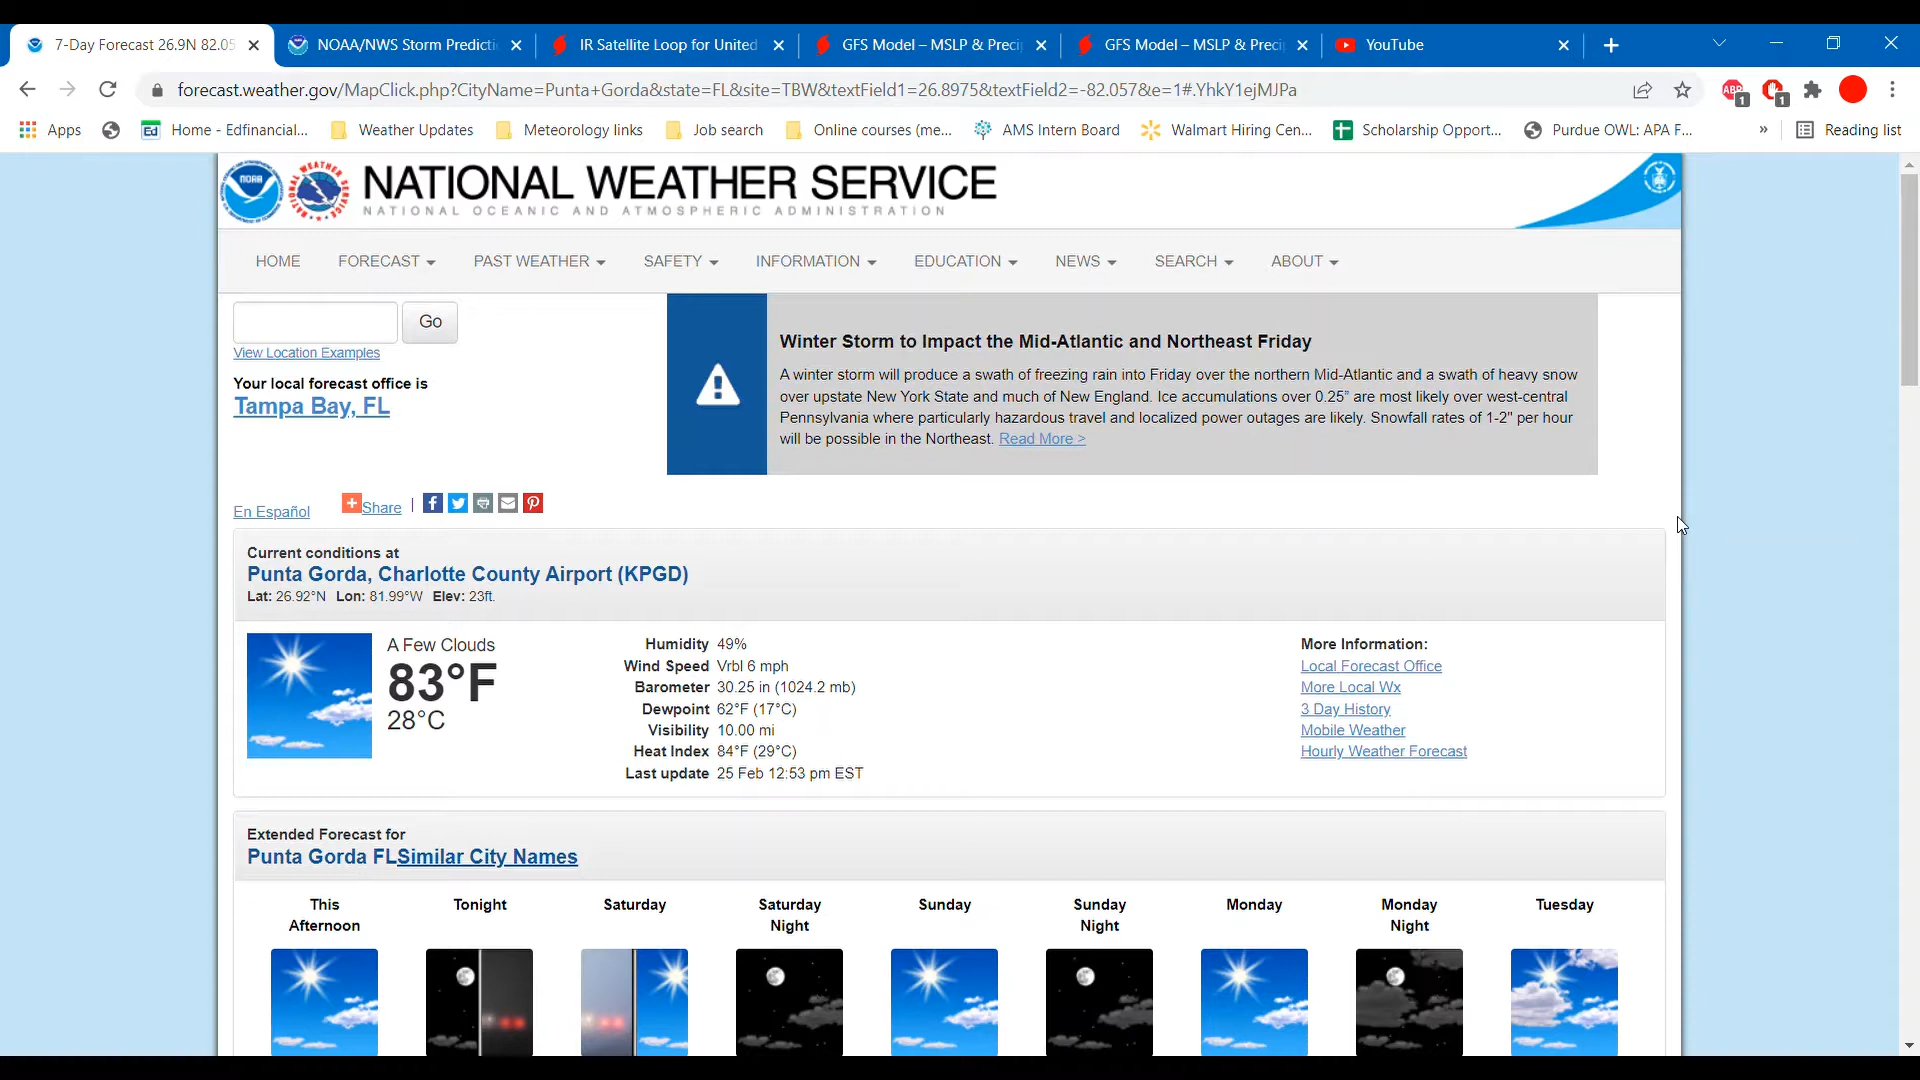 7-Day Forecast 26.9N 82.05
NOAA/NWS Storm Predicti
IR Satellite Loop for United
GFS Model – MSLP & Precip
GFS Model – MSLP & Preci
YouTube
forecast.weather.gov/MapClick.php?CityName=Punta+Gorda&state=FL&site=TBW&textField1=26.8975&textField2=-82.057&e=1#.YhkY1ejMJPa
ABP 1
1
Apps
Ed Home - Edfinancial...
Weather Updates
Meteorology links
Job search
Online courses (me...
AMS Intern Board
Walmart Hiring Cen...
Scholarship Opport...
Purdue OWL: APA F...
»
Reading list
NOAA
NATIONAL WEATHER SERVICE
NATIONAL OCEANIC AND ATMOSPHERIC ADMINISTRATION
HOME FORECAST PAST WEATHER SAFETY INFORMATION EDUCATION NEWS SEARCH ABOUT
Go
View Location Examples
Your local forecast office is
Tampa Bay, FL
Winter Storm to Impact the Mid-Atlantic and Northeast Friday
A winter storm will produce a swath of freezing rain into Friday over the northern Mid-Atlantic and a swath of heavy snow
over upstate New York State and much of New England. Ice accumulations over 0.25” are most likely over west-central
Pennsylvania where particularly hazardous travel and localized power outages are likely. Snowfall rates of 1-2" per hour
will be possible in the Northeast. Read More >
En Español
Share |
Current conditions at
Punta Gorda, Charlotte County Airport (KPGD)
Lat: 26.92°N Lon: 81.99°W Elev: 23ft.
A Few Clouds
83°F
28°C
Humidity 49%
Wind Speed Vrbl 6 mph
Barometer 30.25 in (1024.2 mb)
Dewpoint 62°F (17°C)
Visibility 10.00 mi
Heat Index 84°F (29°C)
Last update 25 Feb 12:53 pm EST
More Information:
Local Forecast Office
More Local Wx
3 Day History
Mobile Weather
Hourly Weather Forecast
Extended Forecast for
Punta Gorda FLSimilar City Names
This
Afternoon
Tonight
Saturday
Saturday
Night
Sunday
Sunday
Night
Monday
Monday
Night
Tuesday